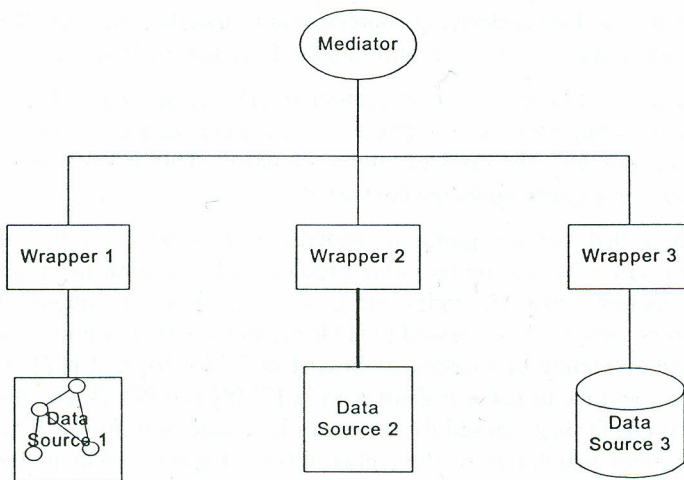 Mediator
Wrapper 1
Wrapper 2
Wrapper 3
Data
Source 1
Data
Source 2
Data
Source 3